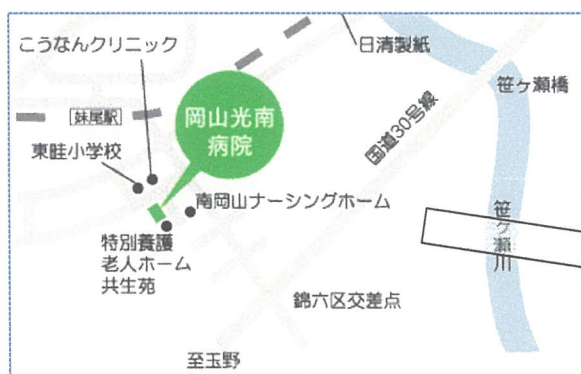 こうなんクリニック
日清製紙
笹ヶ瀬橋
妹尾駅
岡山光南
病院
国道30号線
東畦小学校
南岡山ナーシングホーム
笹ヶ瀬川
特別養護
老人ホーム
共生苑
錦六区交差点
至玉野